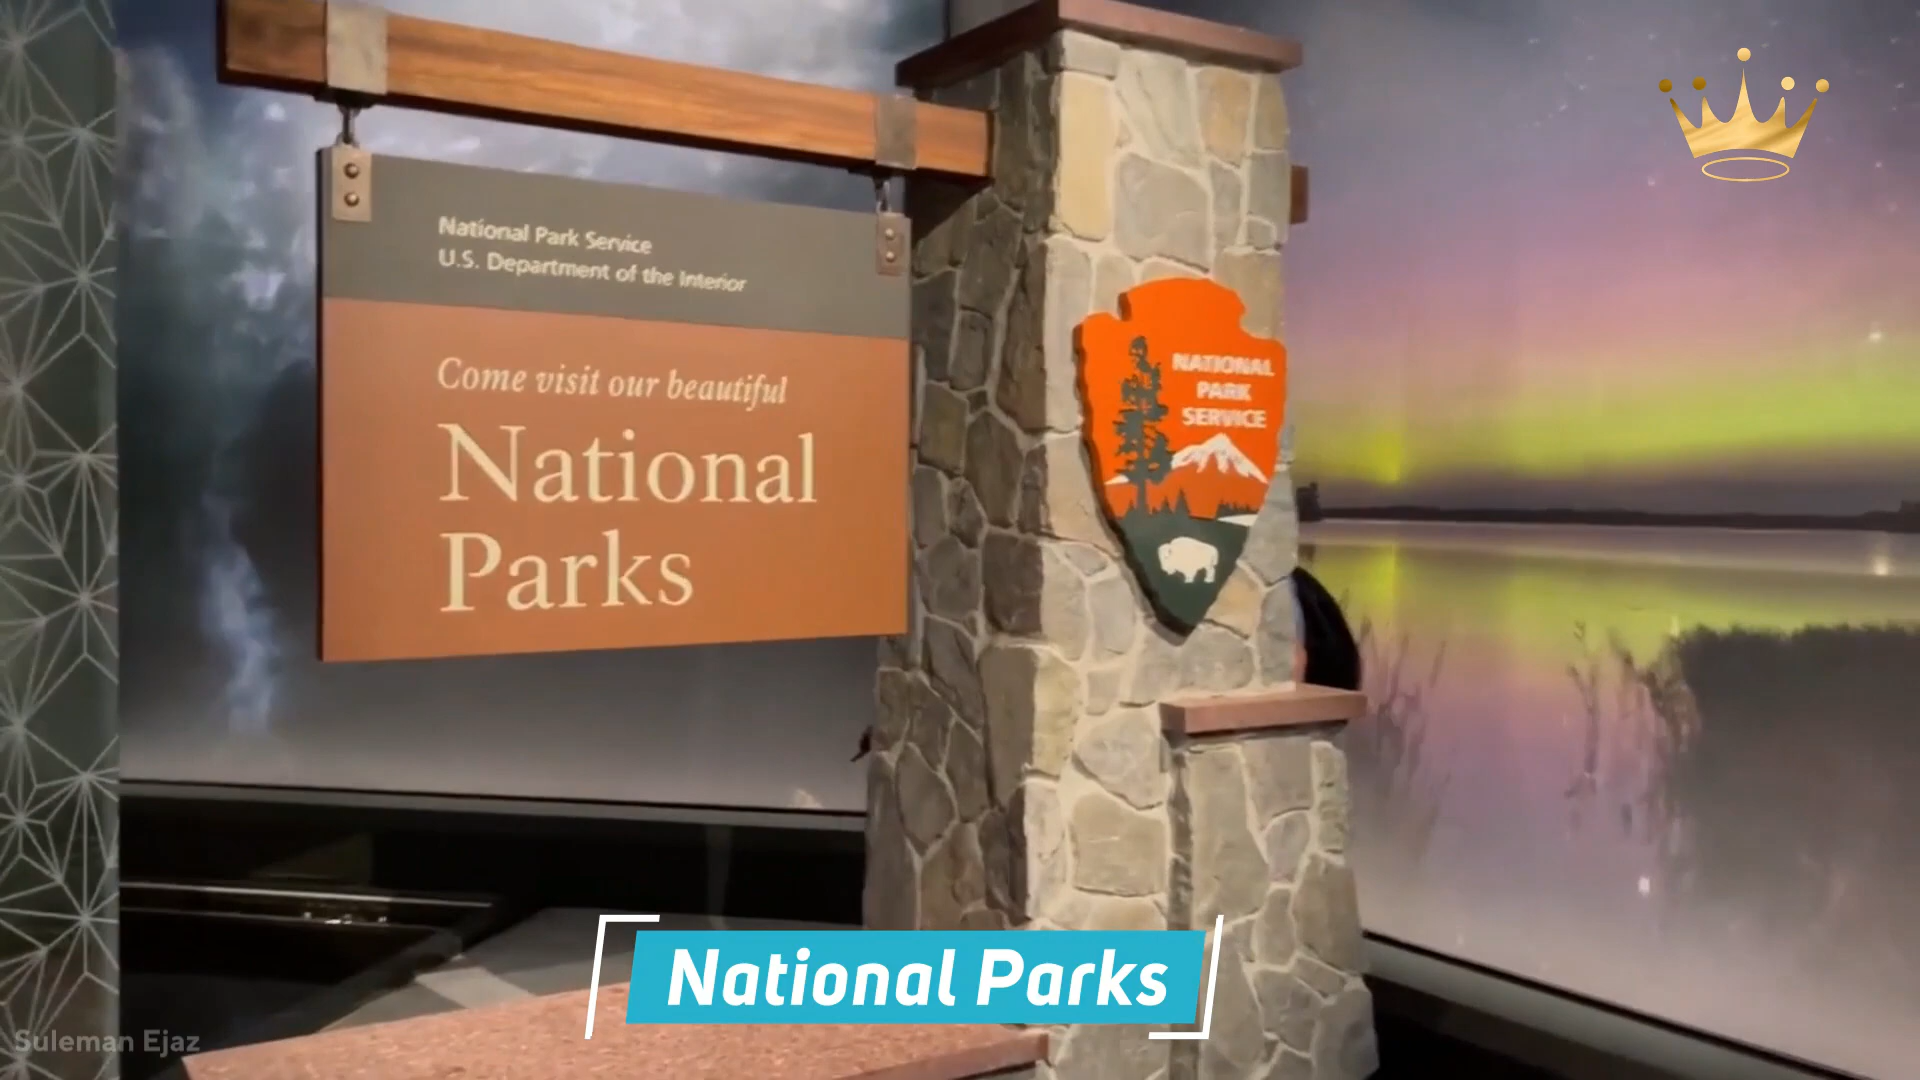 National Park Service
U.S. Department of the Interior
Come visit our beautiful
National
Parks
NATIONAL
PARK
SERVICE
National Parks
Suleman Ejaz